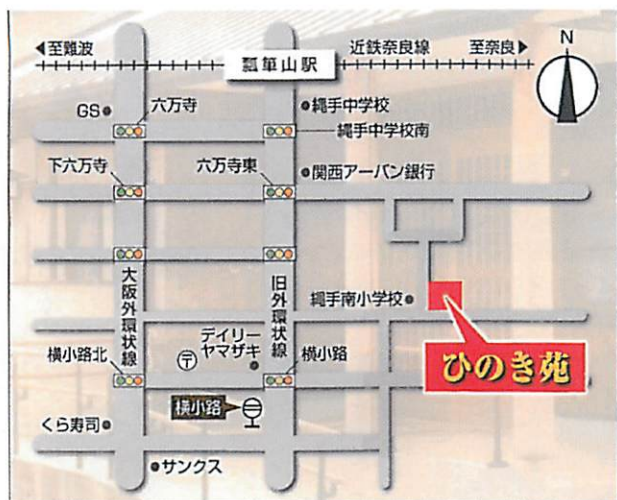 ◀至難波
瓢箪山駅
近鉄奈良線
至奈良▶
N
GS
六万寺
縄手中学校
縄手中学校南
下六万寺
六万寺東
関西アーバン銀行
大阪外環状線
旧外環状線
縄手南小学校
デイリー
ヤマザキ
横小路北
〒
横小路
ひのき苑
横小路
くら寿司
サンクス